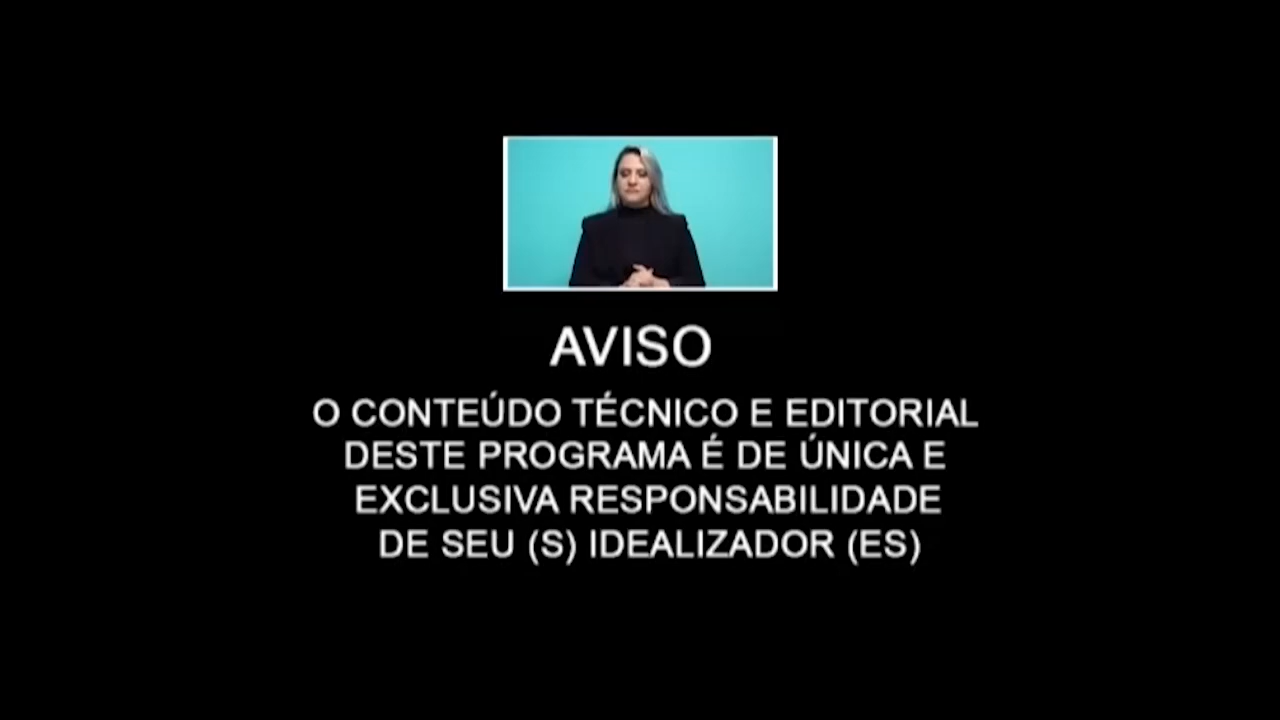 AVISO
O CONTEÚDO TÉCNICO E EDITORIAL
DESTE PROGRAMA É DE ÚNICA E
EXCLUSIVA RESPONSABILIDADE
DE SEU (S) IDEALIZADOR (ES)